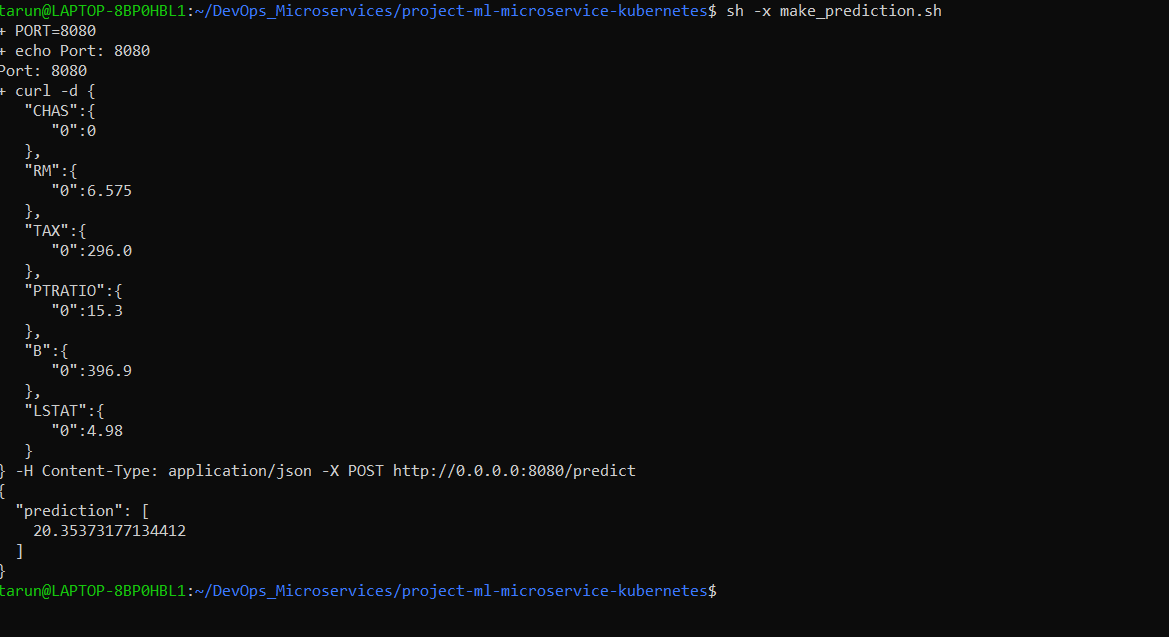 tarun@LAPTOP-8BP0HBL1:~/DevOps_Microservices/project-ml-microservice-kubernetes$ sh -x make_prediction.sh
+ PORT=8080
+ echo Port: 8080
Port: 8080
+ curl -d {
   "CHAS":{
      "0":0
   },
   "RM":{
      "0":6.575
   },
   "TAX":{
      "0":296.0
   },
   "PTRATIO":{
      "0":15.3
   },
   "B":{
      "0":396.9
   },
   "LSTAT":{
      "0":4.98
   }
} -H Content-Type: application/json -X POST http://0.0.0.0:8080/predict
{
  "prediction": [
    20.35373177134412
  ]
}
tarun@LAPTOP-8BP0HBL1:~/DevOps_Microservices/project-ml-microservice-kubernetes$